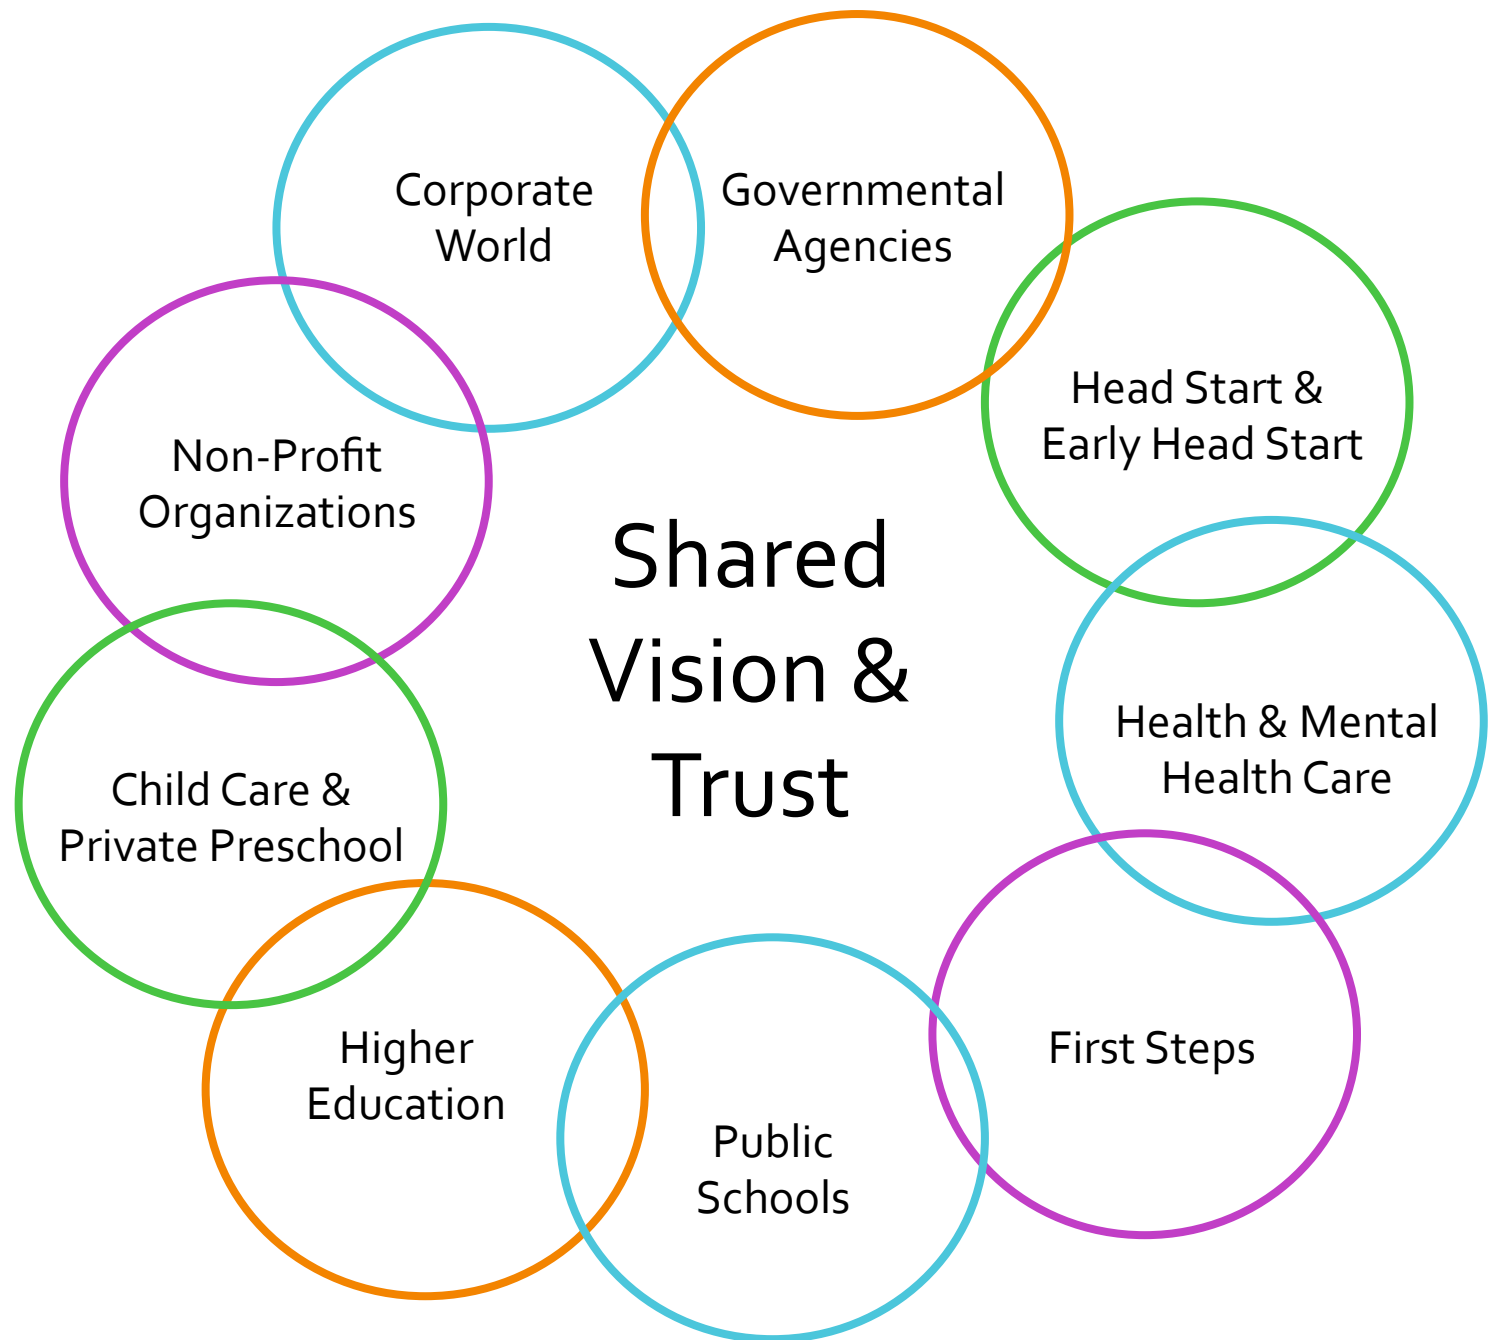 Corporate
World
Governmental
Agencies
Head Start &
Early Head Start
Non-Profit
Organizations
Shared
Vision &
Trust
Health & Mental
Health Care
Child Care &
Private Preschool
Higher
Education
First Steps
Public
Schools